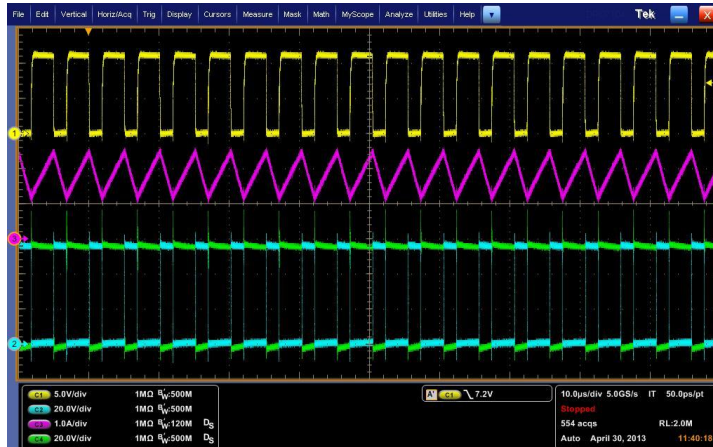 File Edit Vertical Horiz/Acq Trig Display Cursors Measure Mask Math MyScope Analyze Utilities Help Tek X
1
3
2
C1 5.0V/div 1MΩ BW:500M
C2 20.0V/div 1MΩ BW:500M
C3 1.0A/div 1MΩ BW:120M DS
C4 20.0V/div 1MΩ BW:500M DS
A' C1 7.2V
10.0µs/div 5.0GS/s IT 50.0ps/pt
Stopped
554 acqs RL:2.0M
Auto April 30, 2013 11:40:18